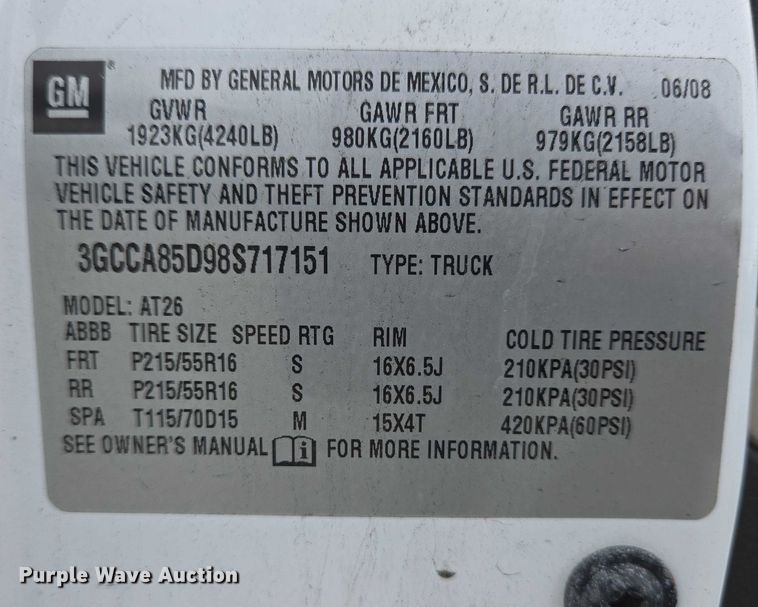 GM® MFD BY GENERAL MOTORS DE MEXICO, S. DE R.L. DE C.V. 06/08
GVWR GAWR FRT GAWR RR
1923KG(4240LB) 980KG(2160LB) 979KG(2158LB)
THIS VEHICLE CONFORMS TO ALL APPLICABLE U.S. FEDERAL MOTOR
VEHICLE SAFETY AND THEFT PREVENTION STANDARDS IN EFFECT ON
THE DATE OF MANUFACTURE SHOWN ABOVE.
3GCCA85D98S717151 TYPE: TRUCK
MODEL: AT26
ABBB TIRE SIZE SPEED RTG RIM COLD TIRE PRESSURE
FRT P215/55R16 S 16X6.5J 210KPA(30PSI)
RR P215/55R16 S 16X6.5J 210KPA(30PSI)
SPA T115/70D15 M 15X4T 420KPA(60PSI)
SEE OWNER'S MANUAL i FOR MORE INFORMATION.
Purple Wave Auction